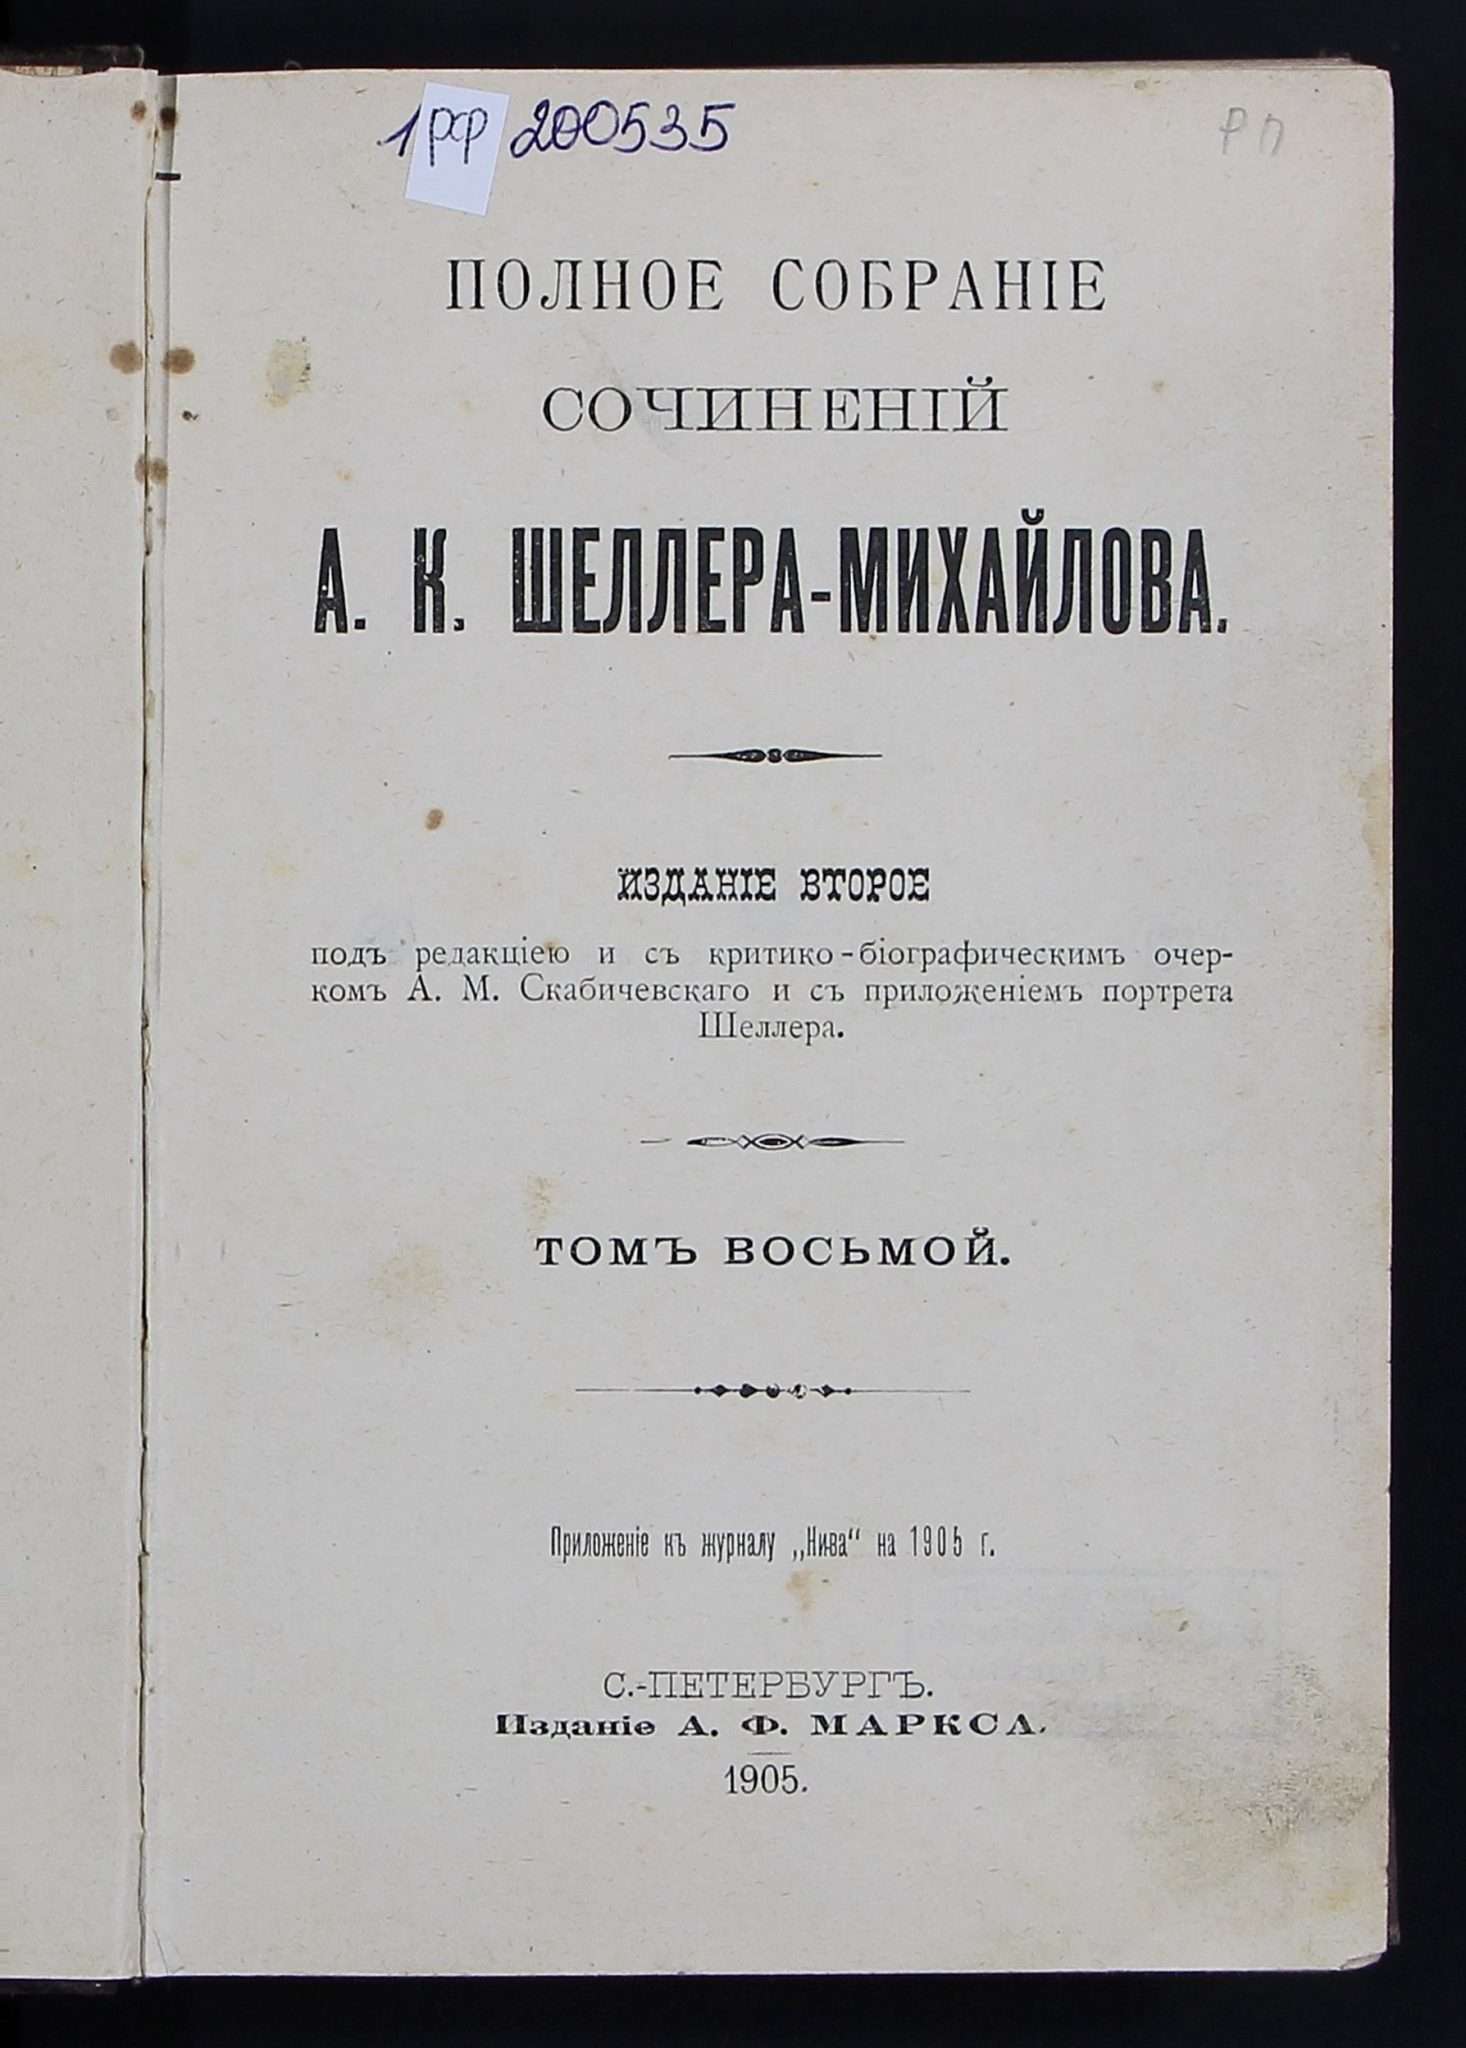 1РФ 200535
РП
ПОЛНОЕ СОБРАНІЕ
СОЧИНЕНІЙ
А. К. ШЕЛЛЕРА-МИХАЙЛОВА.
ИЗДАНІЕ ВТОРОЕ
подъ редакціею и съ критико-біографическимъ очер-
комъ А. М. Скабичевскаго и съ приложеніемъ портрета
Шеллера.
ТОМЪ ВОСЬМОЙ.
Приложеніе къ журналу „Нива“ на 1905 г.
С.-ПЕТЕРБУРГЪ.
Изданіе А. Ф. МАРКСА.
1905.